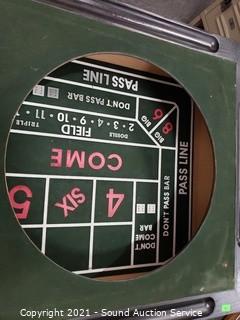 PASS LINE
DON'T PASS BAR
BIG 6
BIG 8
TRIPLE
DOUBLE
2 • 3 • 4 • 9 • 10 • 11 •
FIELD
COME
5
SIX
4
DON'T
COME
BAR
DON'T PASS BAR
PASS LINE
Copyright 2021 - Sound Auction Service